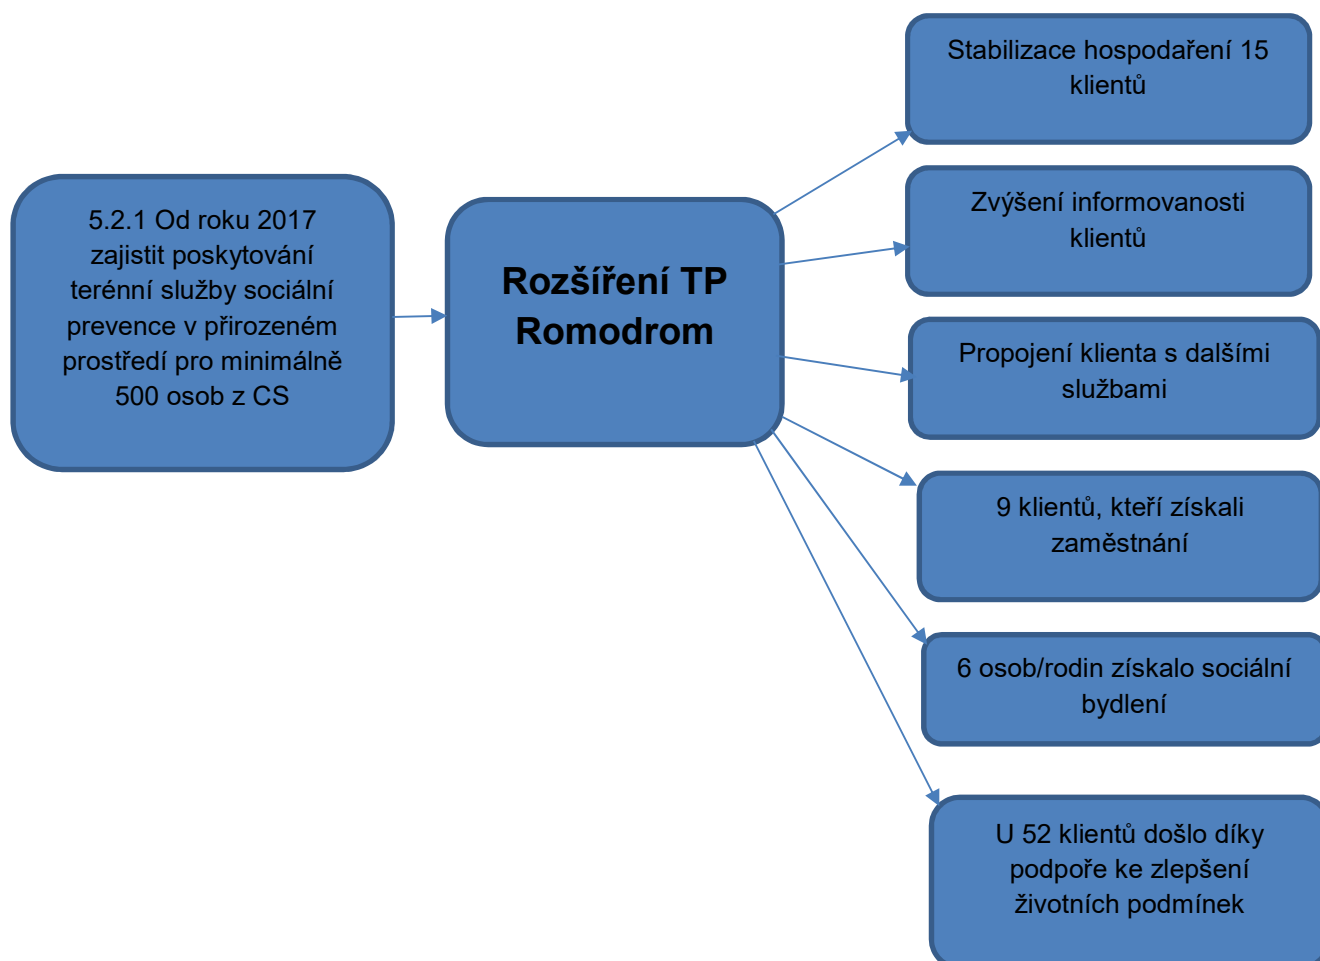 5.2.1 Od roku 2017
zajistit poskytování
terénní služby sociální
prevence v přirozeném
prostředí pro minimálně
500 osob z CS
Rozšíření TP
Romodrom
Stabilizace hospodaření 15
klientů
Zvýšení informovanosti
klientů
Propojení klienta s dalšími
službami
9 klientů, kteří získali
zaměstnání
6 osob/rodin získalo sociální
bydlení
U 52 klientů došlo díky
podpoře ke zlepšení
životních podmínek